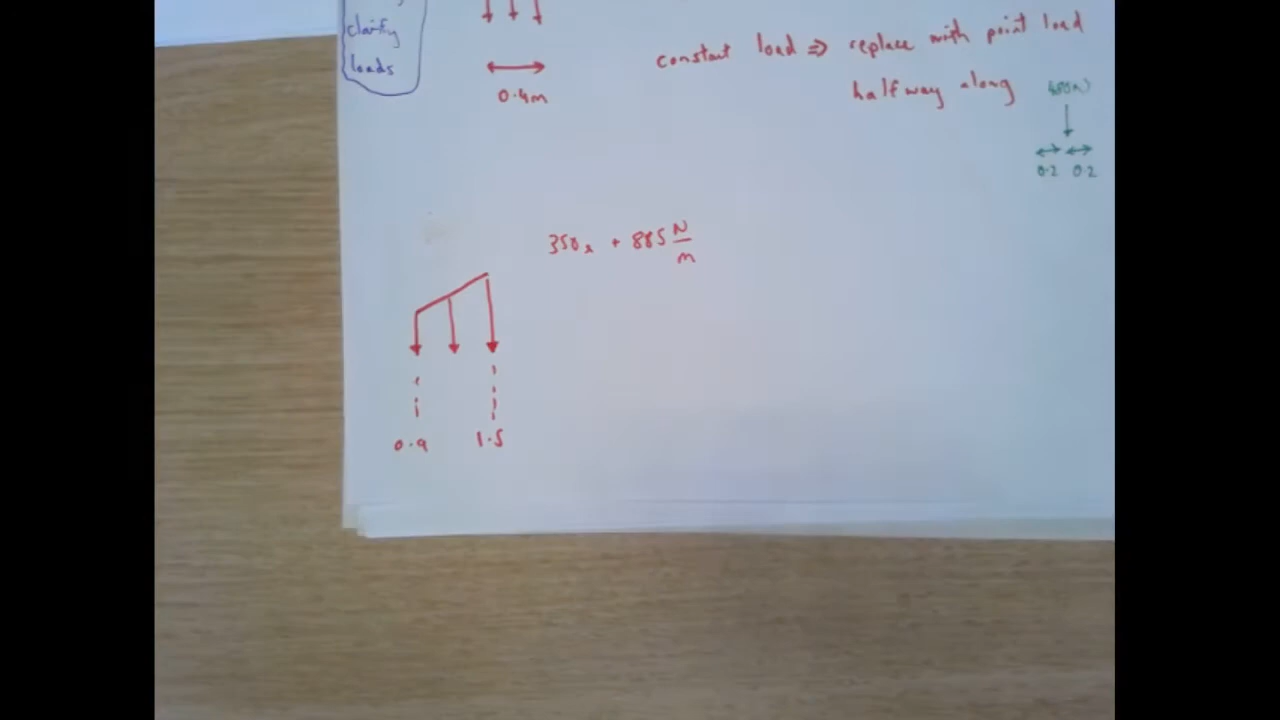 clarify
loads
0.4m
constant load ⇒ replace with point load
halfway along
0.2 0.2
350x + 885 N/m
0.9 1.5